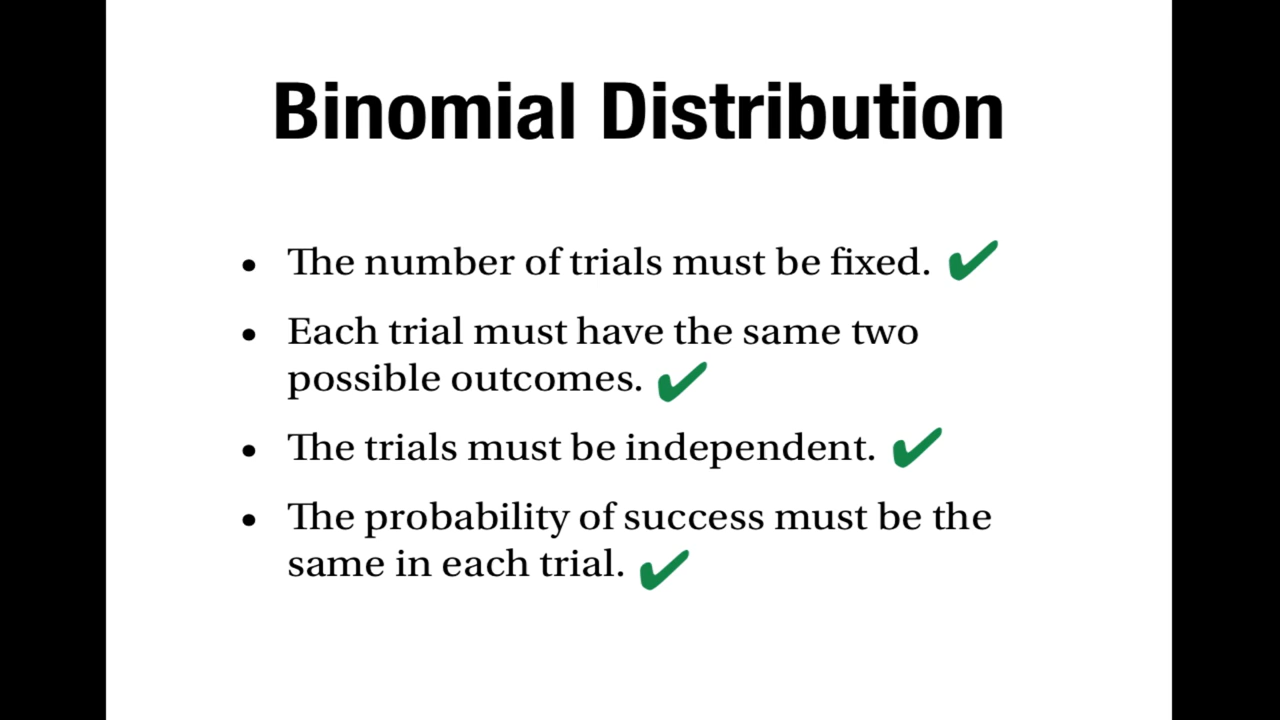 Binomial Distribution
• The number of trials must be fixed. ✔
• Each trial must have the same two
possible outcomes. ✔
• The trials must be independent. ✔
• The probability of success must be the
same in each trial. ✔